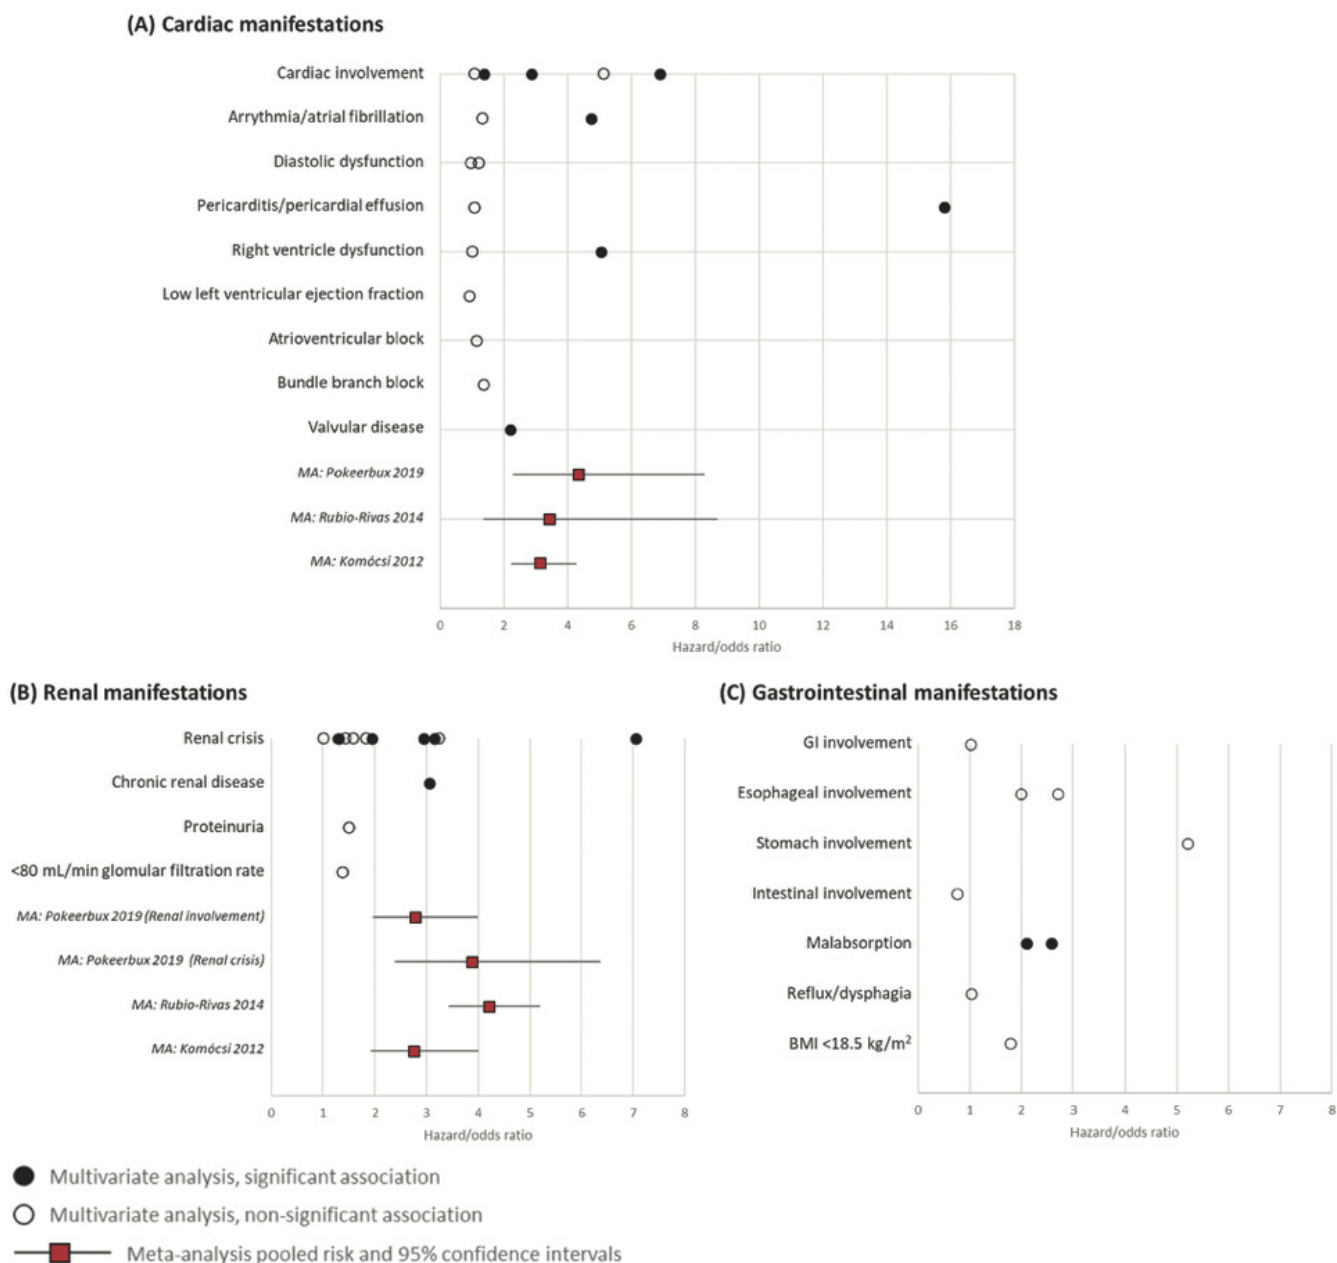 (A) Cardiac manifestations
Cardiac involvement
Arrythmia/atrial fibrillation
Diastolic dysfunction
Pericarditis/pericardial effusion
Right ventricle dysfunction
Low left ventricular ejection fraction
Atrioventricular block
Bundle branch block
Valvular disease
MA: Pokeerbux 2019
MA: Rubio-Rivas 2014
MA: Komócsi 2012
0 2 4 6 8 10 12 14 16 18
Hazard/odds ratio
(B) Renal manifestations
Renal crisis
Chronic renal disease
Proteinuria
<80 mL/min glomular filtration rate
MA: Pokeerbux 2019 (Renal involvement)
MA: Pokeerbux 2019 (Renal crisis)
MA: Rubio-Rivas 2014
MA: Komócsi 2012
0 1 2 3 4 5 6 7 8
Hazard/odds ratio
(C) Gastrointestinal manifestations
GI involvement
Esophageal involvement
Stomach involvement
Intestinal involvement
Malabsorption
Reflux/dysphagia
BMI <18.5 kg/m²
0 1 2 3 4 5 6 7 8
Hazard/odds ratio
Multivariate analysis, significant association
Multivariate analysis, non-significant association
Meta-analysis pooled risk and 95% confidence intervals